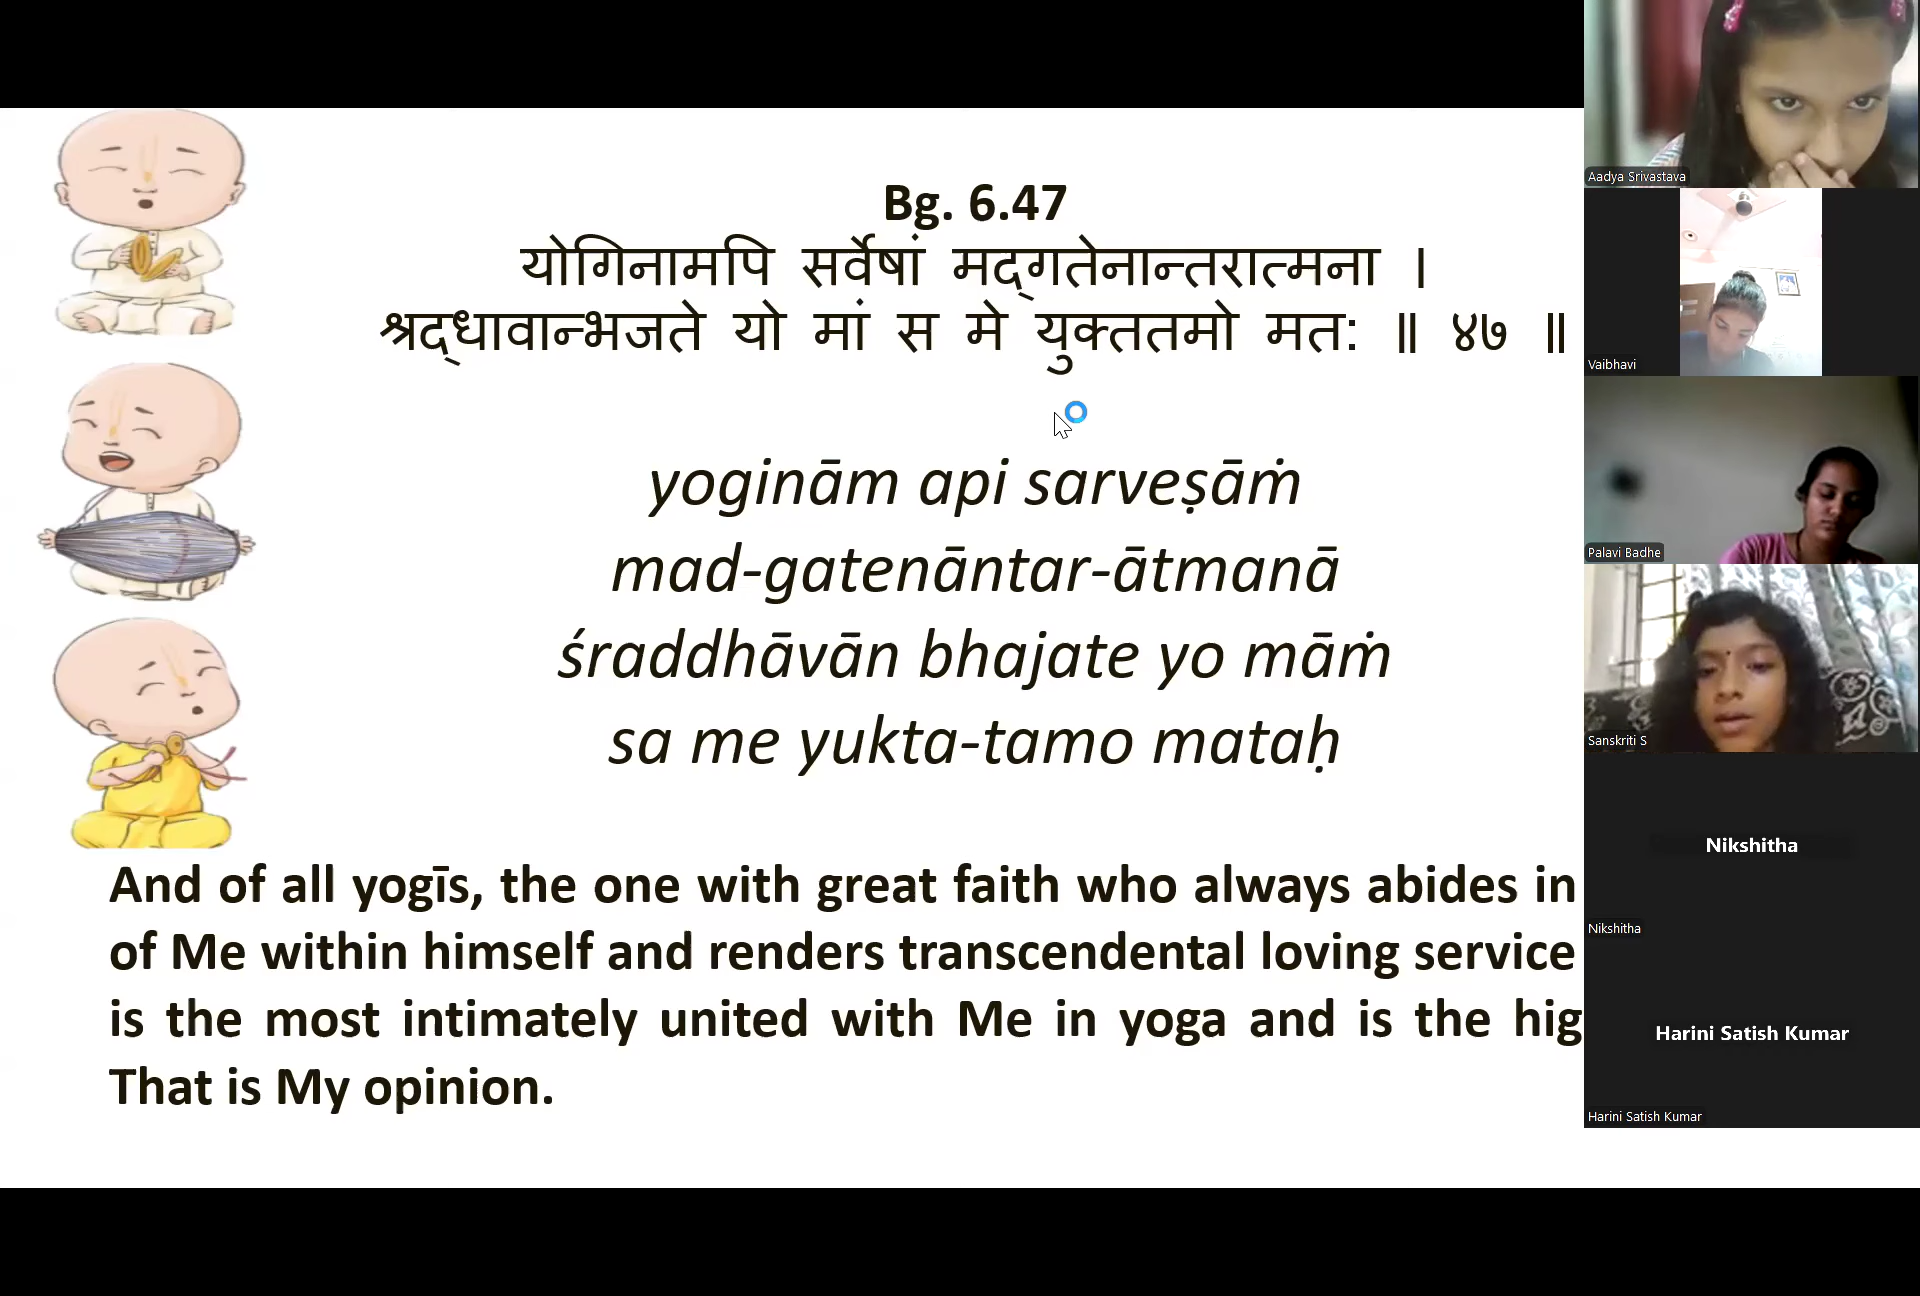 Bg. 6.47
योगिनामपि सर्वेषां मद्‍गतेनान्तरात्मना ।
श्रद्धावान्भजते यो मां स मे युक्ततमो मतः ॥ ४७ ॥
yoginām api sarveṣāṁ
mad-gatenāntar-ātmanā
śraddhāvān bhajate yo māṁ
sa me yukta-tamo mataḥ
And of all yogīs, the one with great faith who always abides in
of Me within himself and renders transcendental loving service
is the most intimately united with Me in yoga and is the hig
That is My opinion.
Aadya Srivastava
Vaibhavi
Palavi Badhe
Sanskriti S
Nikshitha
Nikshitha
Harini Satish Kumar
Harini Satish Kumar